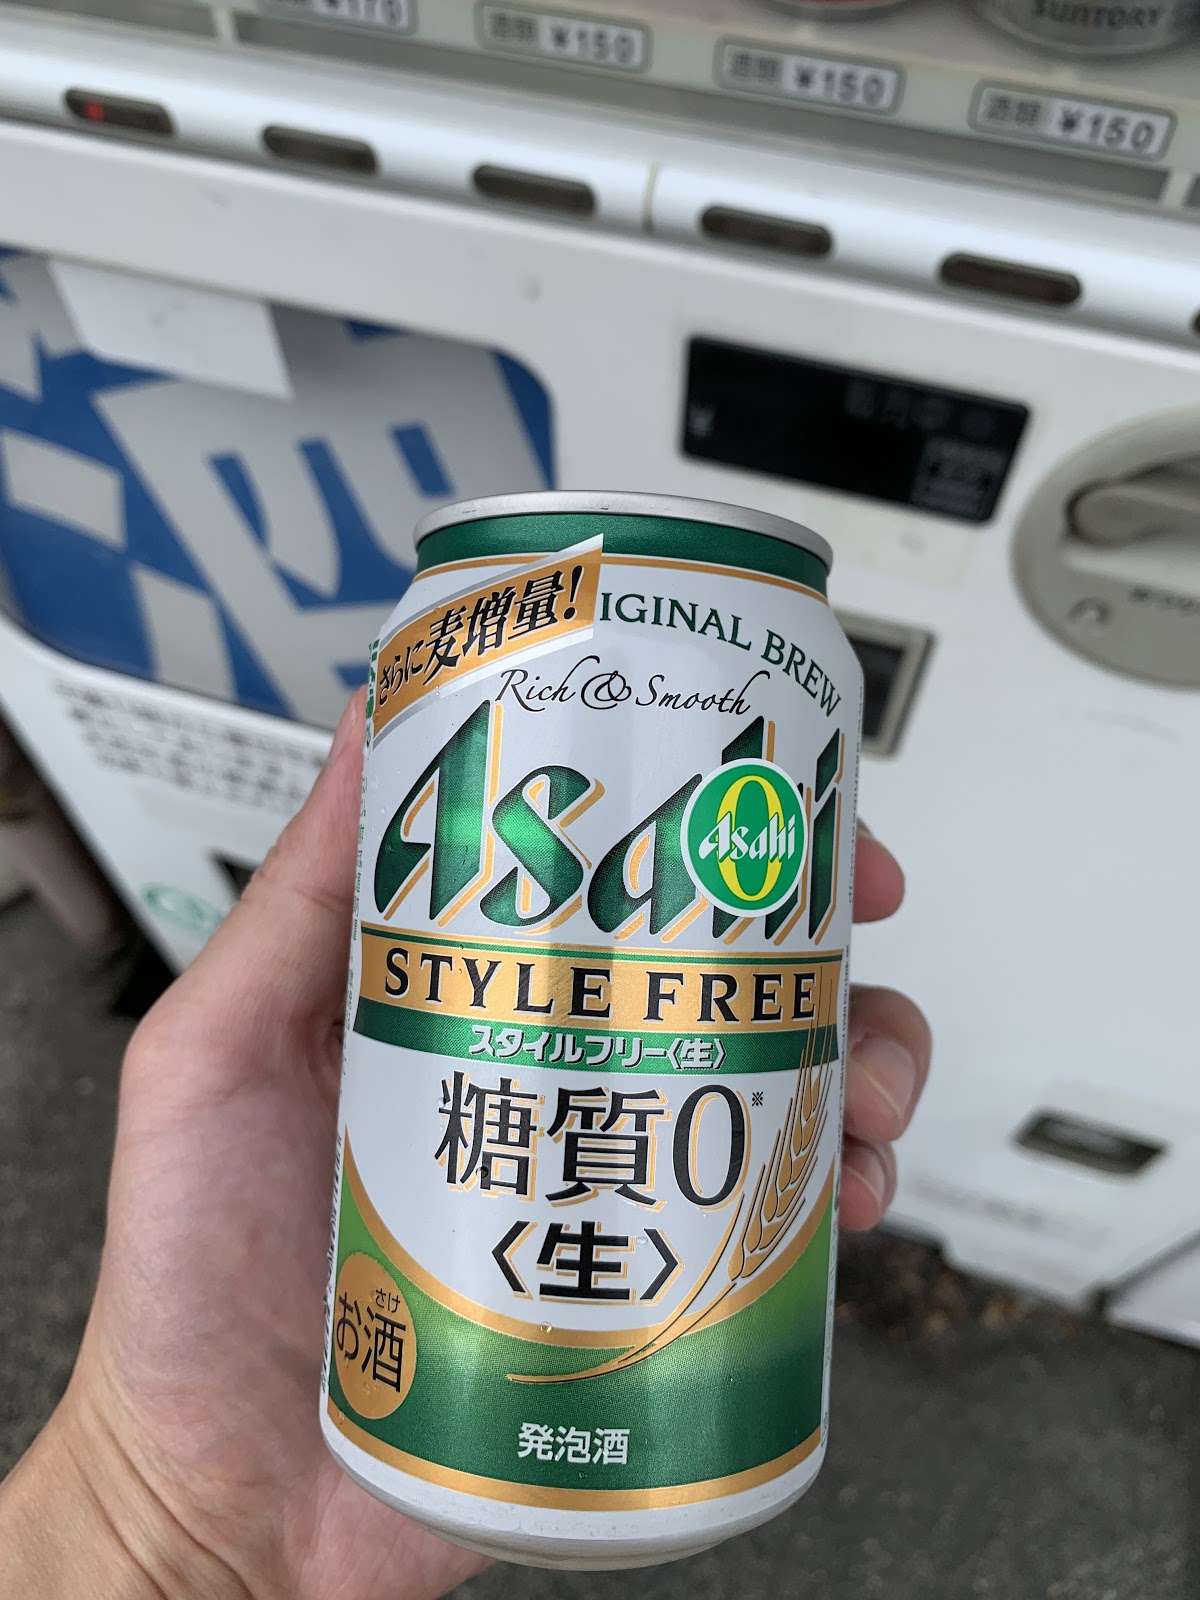 ¥170
酒類 ¥150
酒類 ¥150
酒類 ¥150
SUNTORY
¥
酒
さらに麦増量!
IGINAL BREW
Rich & Smooth
Asahi
Asahi
0
STYLE FREE
スタイルフリー〈生〉
糖質0※
〈生〉
さけ
お酒
発泡酒